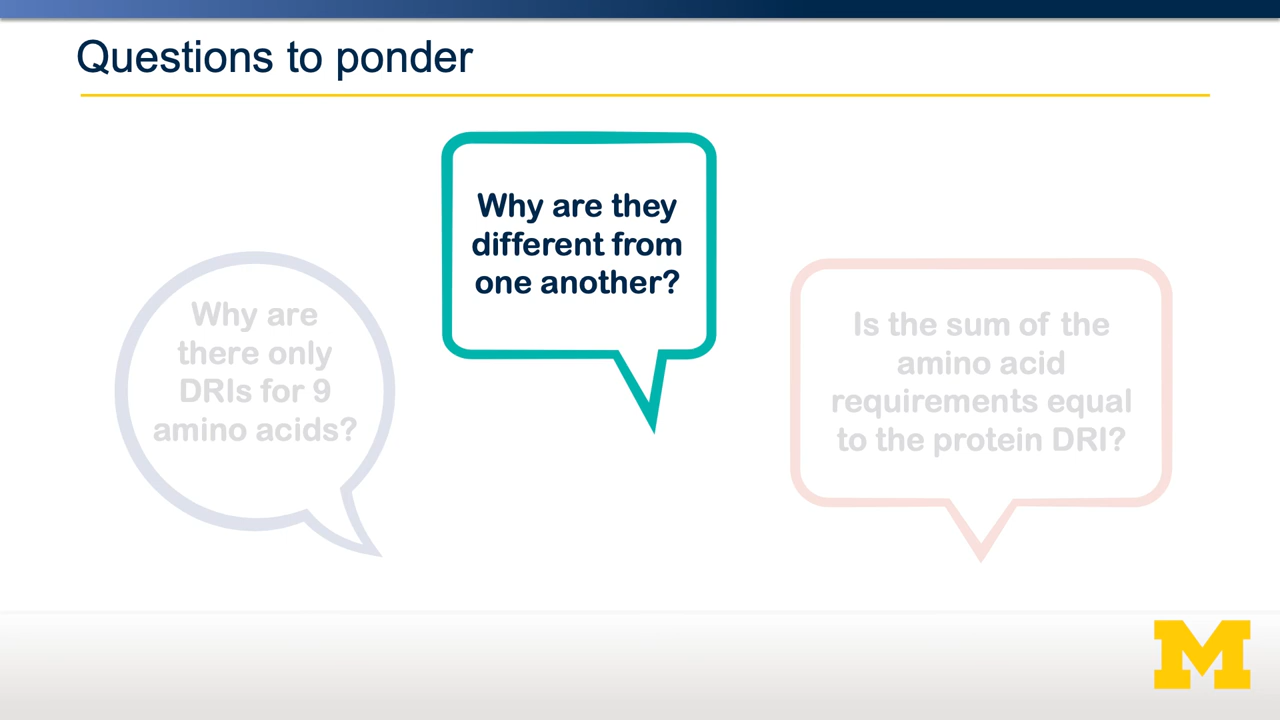 Questions to ponder
Why are
there only
DRIs for 9
amino acids?
Why are they
different from
one another?
Is the sum of the
amino acid
requirements equal
to the protein DRI?
M